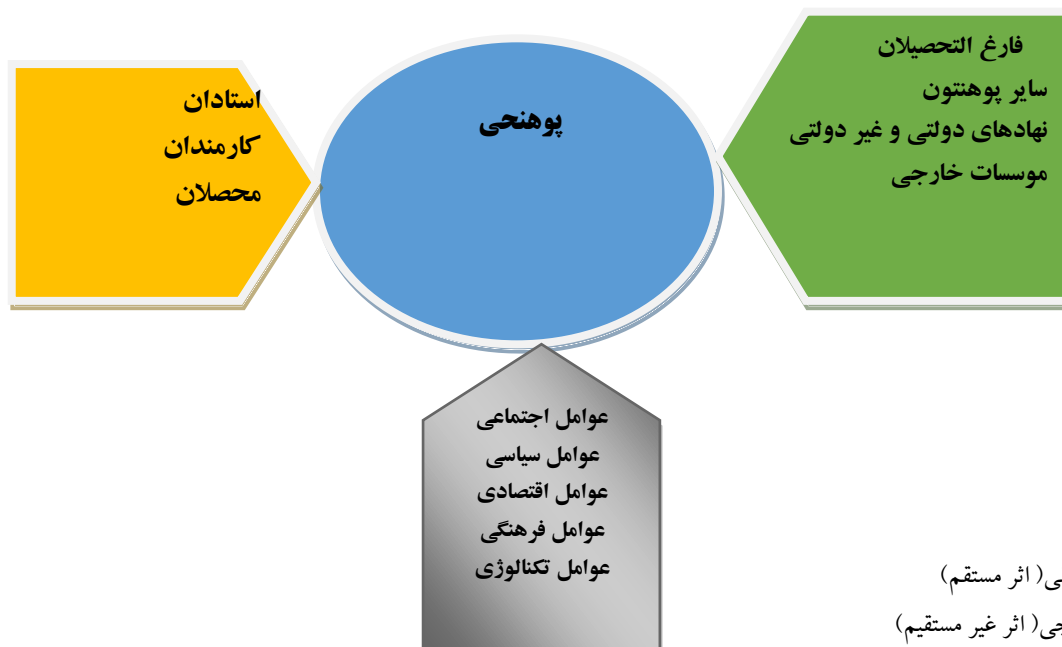 فارغ التحصیلان
سایر پوهنتون
نهادهای دولتی و غیر دولتی
موسسات خارجی
پوهنحی
استادان
کارمندان
محصلان
عوامل اجتماعی
عوامل سیاسی
عوامل اقتصادی
عوامل فرهنگی
عوامل تکنالوژی
( اثر مستقم)
( اثر غیر مستقیم)